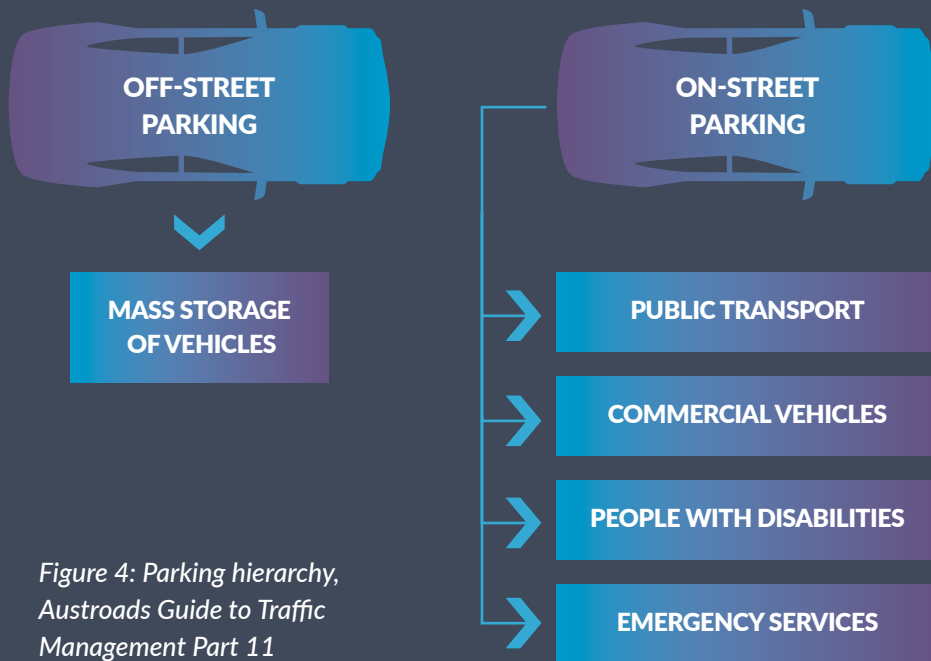 OFF-STREET
PARKING
MASS STORAGE
OF VEHICLES
ON-STREET
PARKING
PUBLIC TRANSPORT
COMMERCIAL VEHICLES
PEOPLE WITH DISABILITIES
EMERGENCY SERVICES
Figure 4: Parking hierarchy,
Austroads Guide to Traffic
Management Part 11